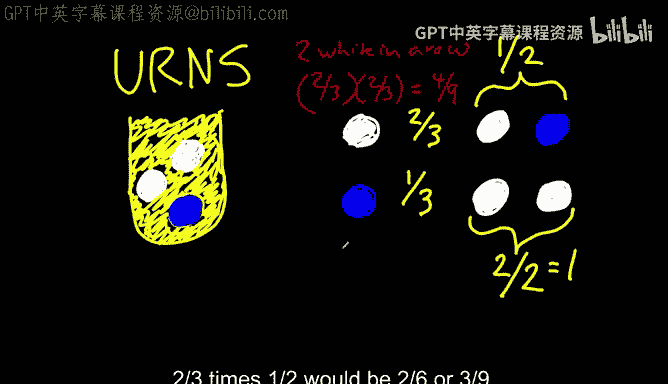 GPT中英字幕课程资源@bilibili.com
GPT中英字幕课程资源 bilibili
URNS
2 white in a row
(2/3)(2/3) = 4/9
1/2
2/3
1/3
2/2=1
2/3 times 1/2 would be 2/6 or 3/9